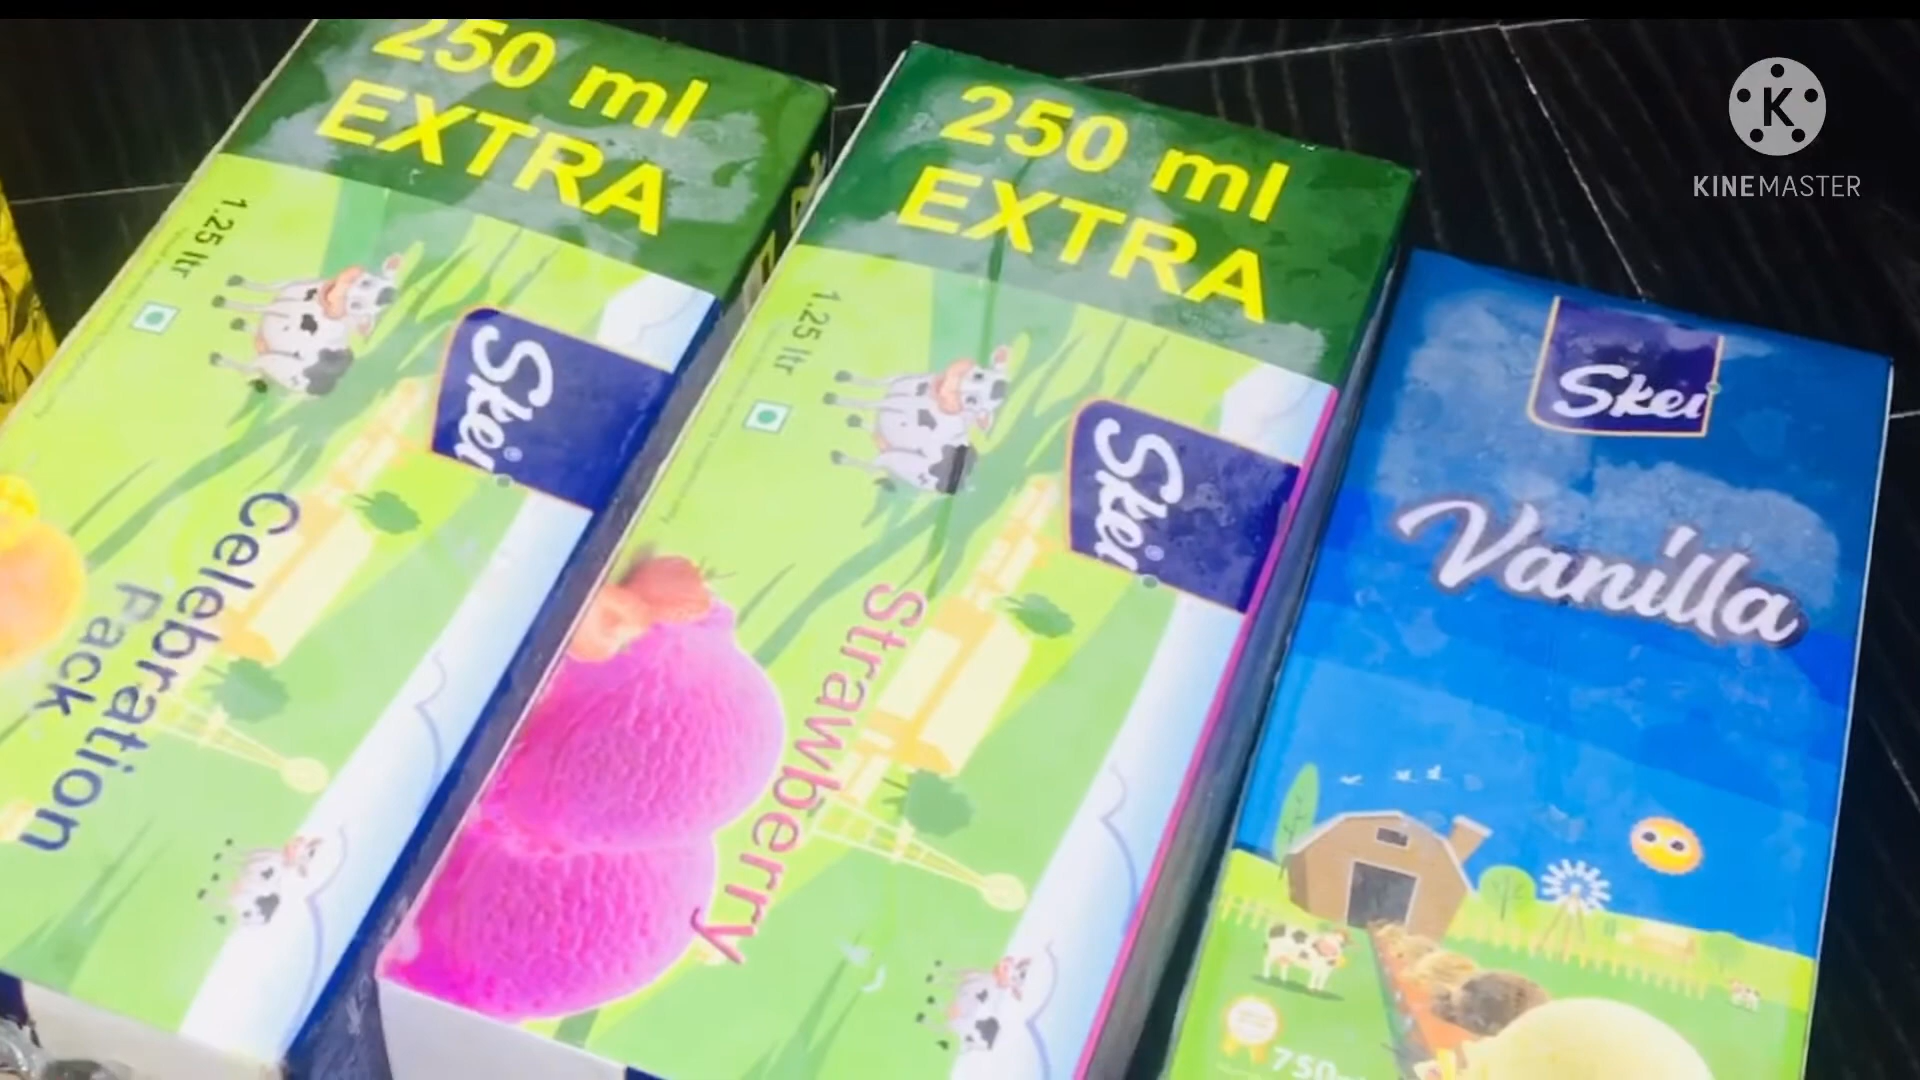 250 ml
EXTRA
1.25 ltr
Skei
Celebration
Pack
250 ml
EXTRA
1.25 ltr
Skei
Strawberry
Skei
Vanilla
KINEMASTER